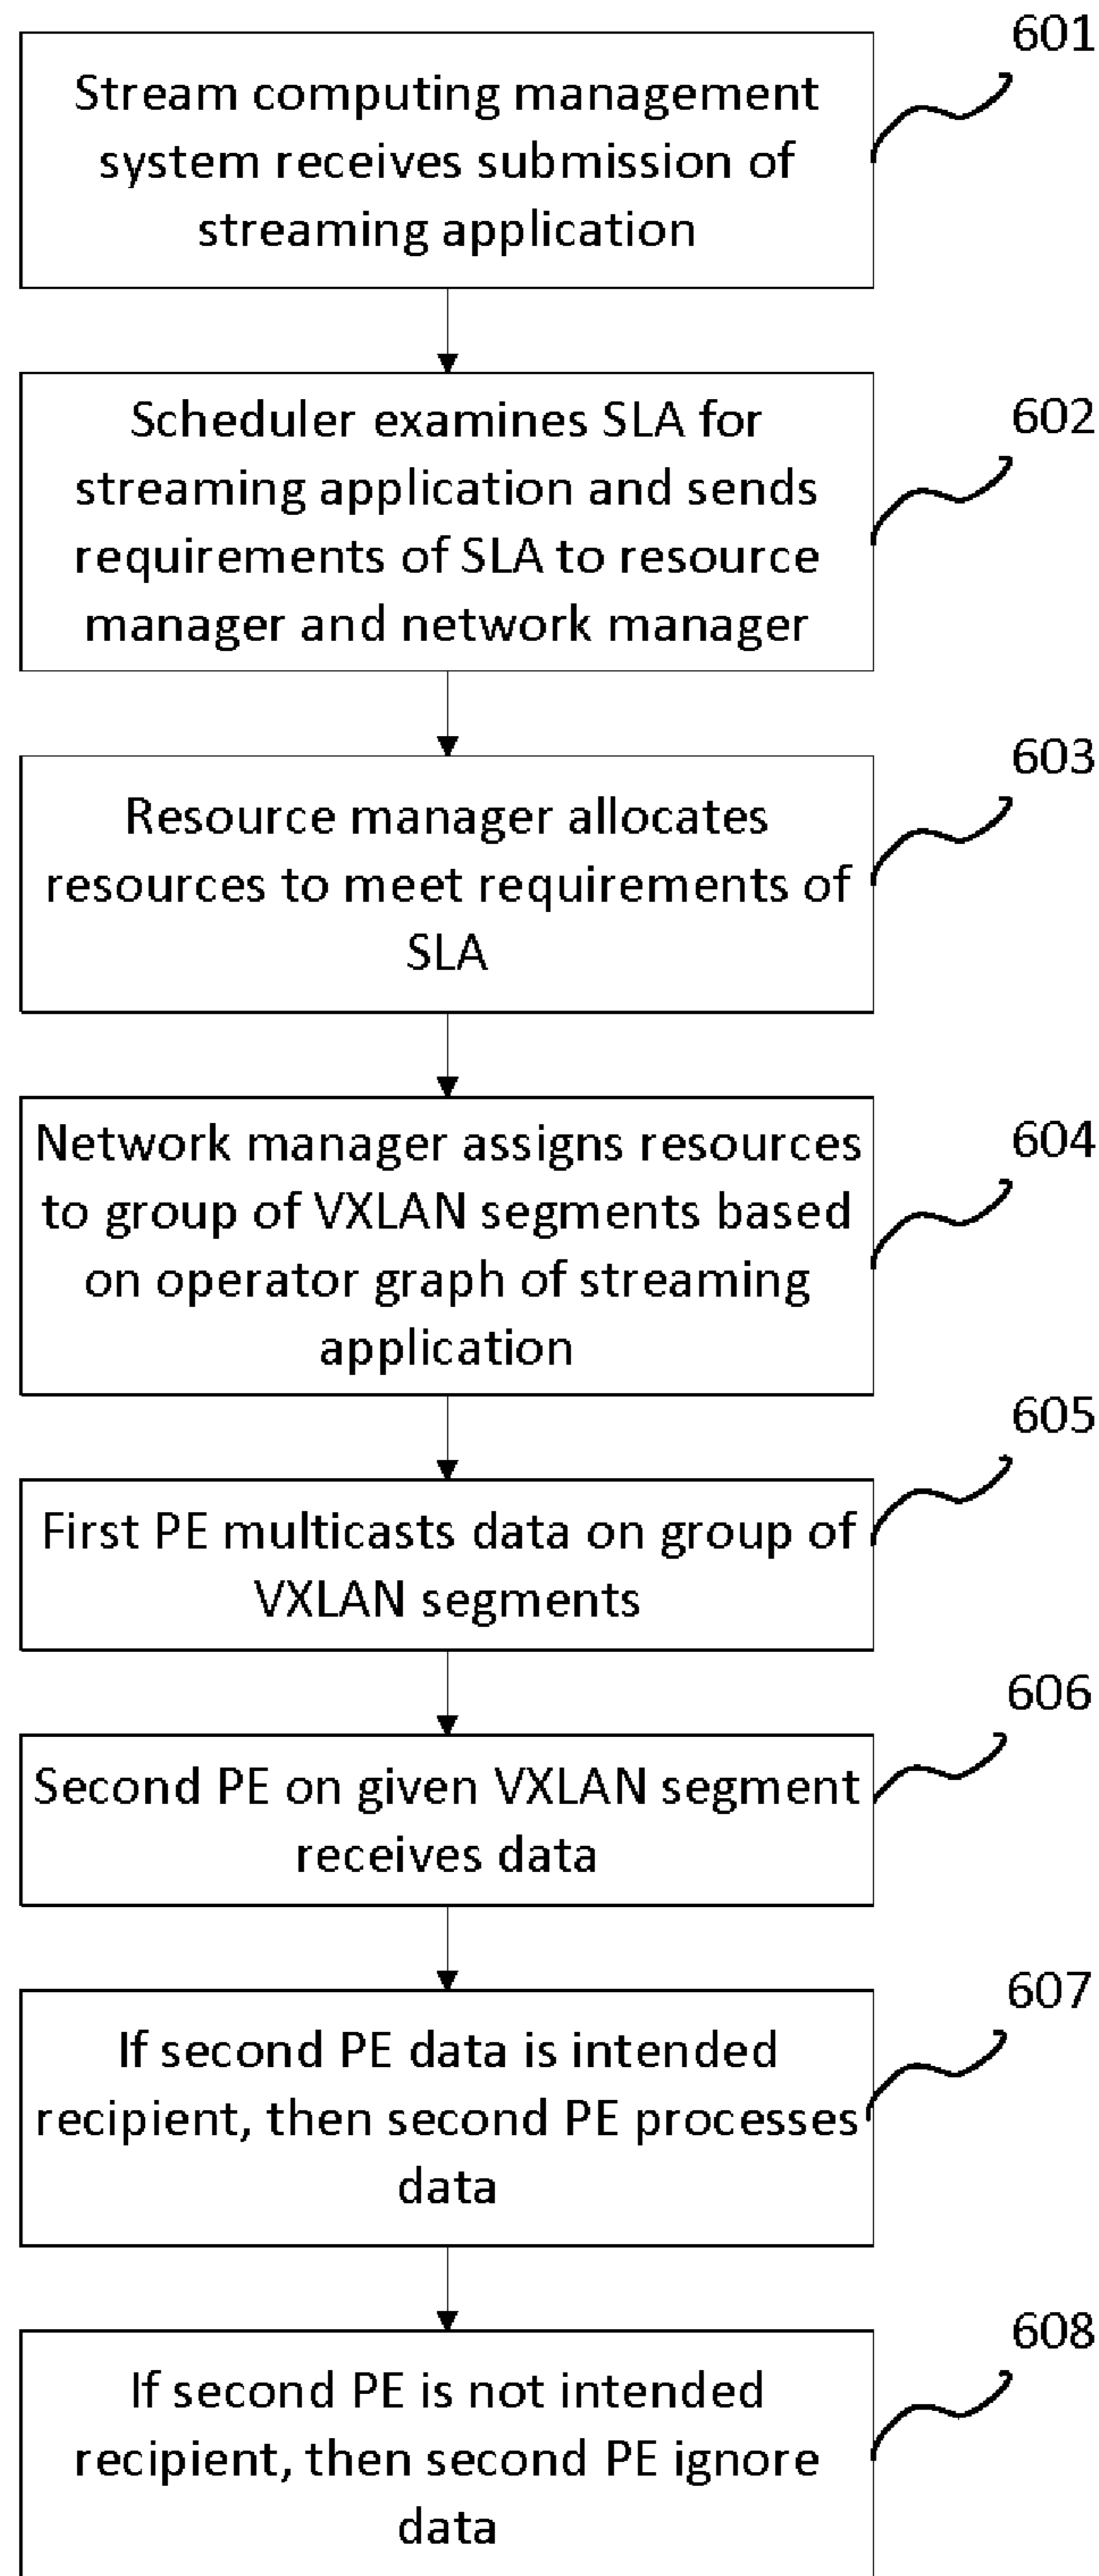 601
Stream computing management
system receives submission of
streaming application
602
Scheduler examines SLA for
streaming application and sends
requirements of SLA to resource
manager and network manager
603
Resource manager allocates
resources to meet requirements of
SLA
604
Network manager assigns resources
to group of VXLAN segments based
on operator graph of streaming
application
605
First PE multicasts data on group of
VXLAN segments
606
Second PE on given VXLAN segment
receives data
607
If second PE data is intended
recipient, then second PE processes
data
608
If second PE is not intended
recipient, then second PE ignore
data